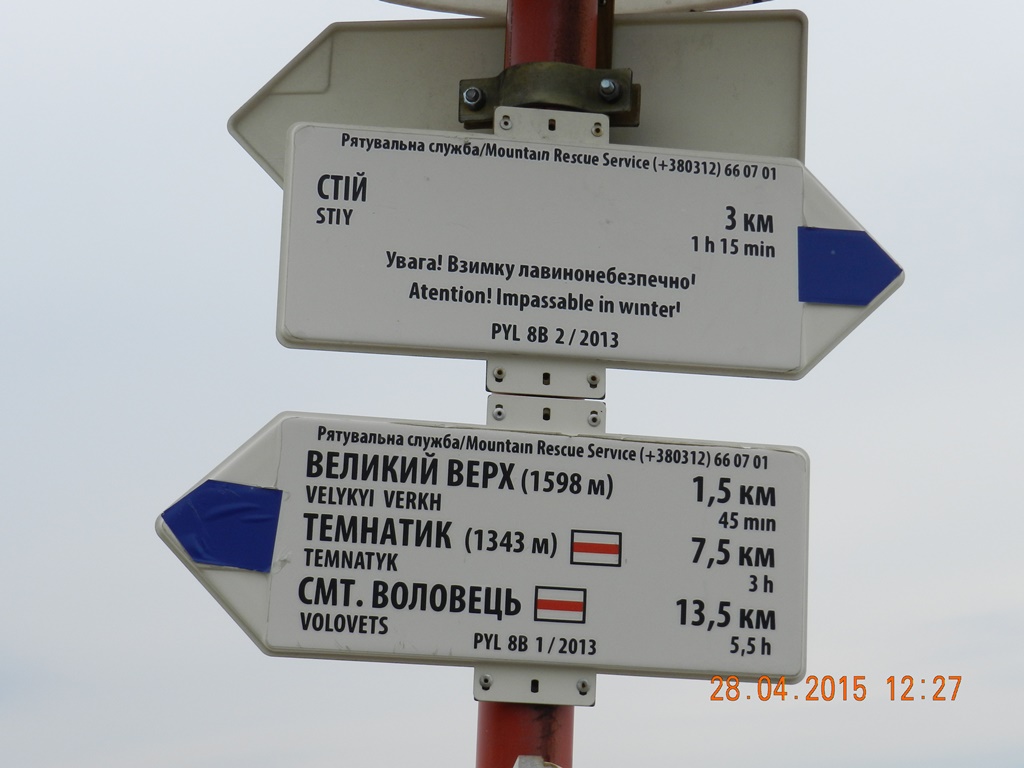 Рятувальна служба/Mountain Rescue Service (+380312) 66 07 01
СТІЙ
STIY
3 км
1 h 15 min
Увага! Взимку лавинонебезпечно!
Atention! Impassable in winter!
PYL 8B 2/2013
Рятувальна служба/Mountain Rescue Service (+380312) 66 07 01
ВЕЛИКИЙ ВЕРХ (1598 м) 1,5 км
VELYKYI VERKH 45 min
ТЕМНАТИК (1343 м) 7,5 км
TEMNATYK 3 h
СМТ. ВОЛОВЕЦЬ 13,5 км
VOLOVETS 5,5 h
PYL 8B 1/2013
28.04.2015 12:27